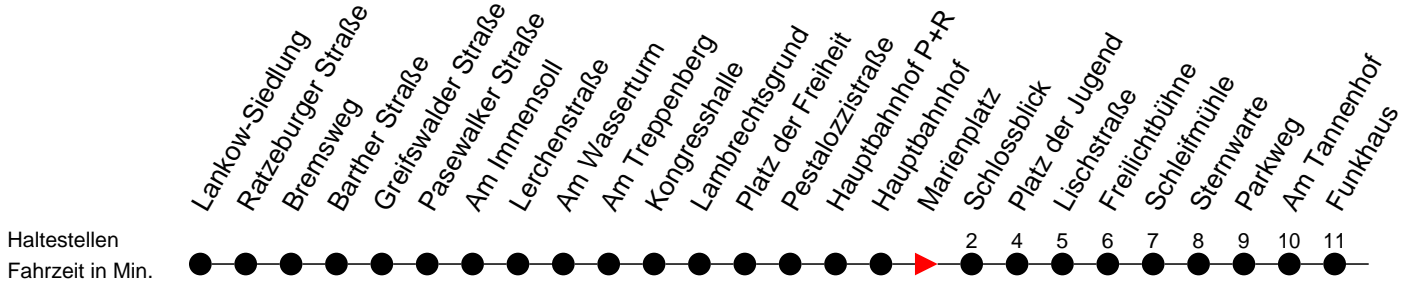 Lankow-Siedlung
Ratzeburger Straße
Bremsweg
Barther Straße
Greifswalder Straße
Pasewalker Straße
Am Immensoll
Lerchenstraße
Am Wasserturm
Am Treppenberg
Kongresshalle
Lambrechtsgrund
Platz der Freiheit
Pestalozzistraße
Hauptbahnhof P+R
Hauptbahnhof
Marienplatz
Schlossblick
Platz der Jugend
Lischstraße
Freilichtbühne
Schleifmühle
Sternwarte
Parkweg
Am Tannenhof
Funkhaus
Haltestellen 2 4 5 6 7 8 9 10 11
Fahrzeit in Min.